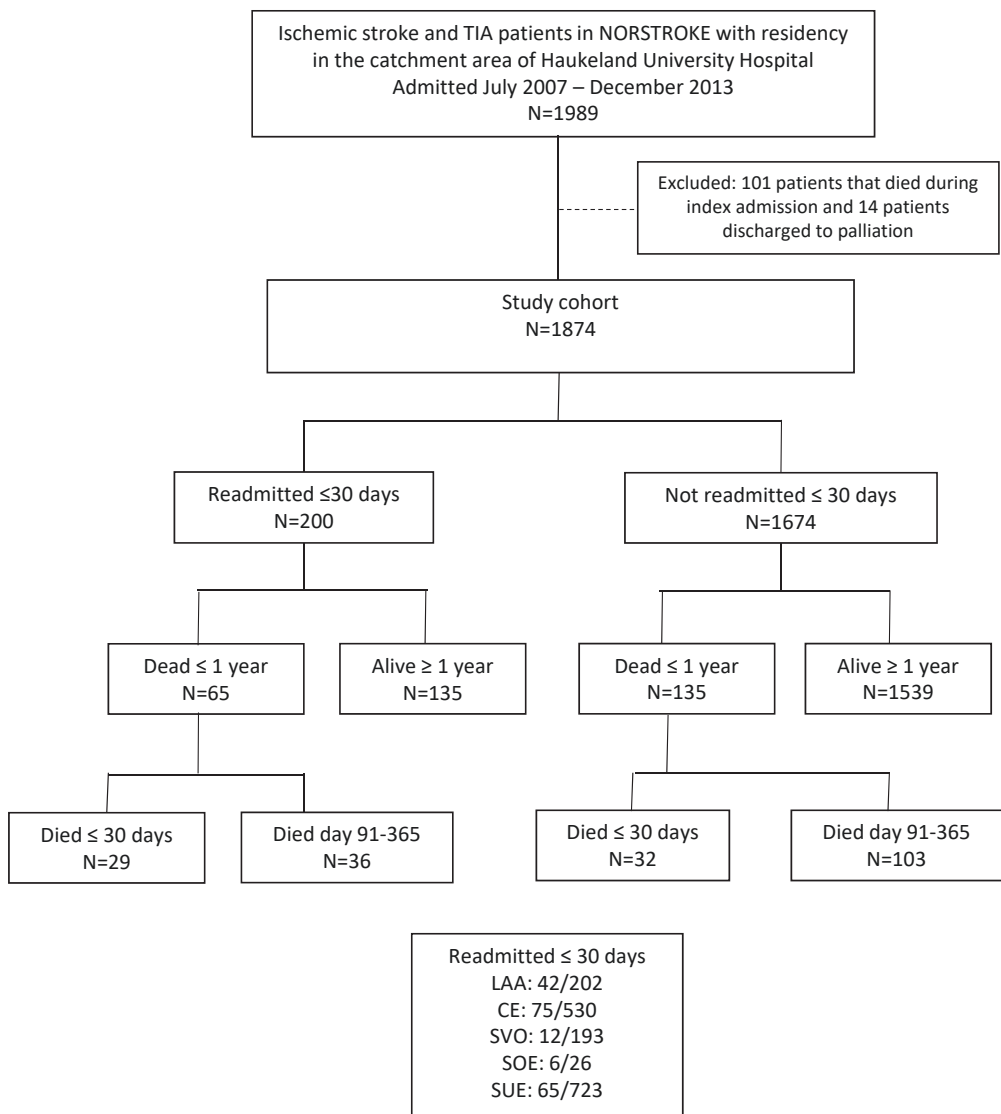 Ischemic stroke and TIA patients in NORSTROKE with residency
in the catchment area of Haukeland University Hospital
Admitted July 2007 – December 2013
N=1989
Excluded: 101 patients that died during
index admission and 14 patients
discharged to palliation
Study cohort
N=1874
Readmitted ≤30 days
N=200
Not readmitted ≤ 30 days
N=1674
Dead ≤ 1 year
N=65
Alive ≥ 1 year
N=135
Dead ≤ 1 year
N=135
Alive ≥ 1 year
N=1539
Died ≤ 30 days
N=29
Died day 91-365
N=36
Died ≤ 30 days
N=32
Died day 91-365
N=103
Readmitted ≤ 30 days
LAA: 42/202
CE: 75/530
SVO: 12/193
SOE: 6/26
SUE: 65/723